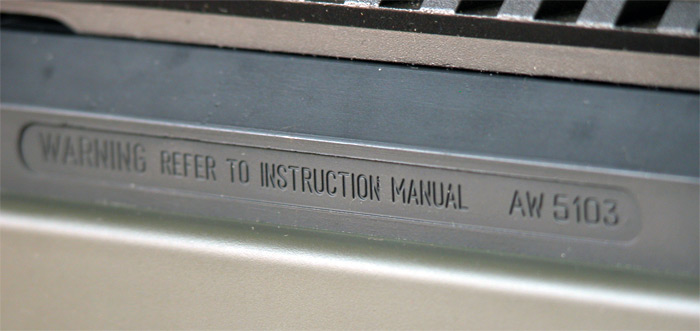 WARNING REFER TO INSTRUCTION MANUAL AW 5103